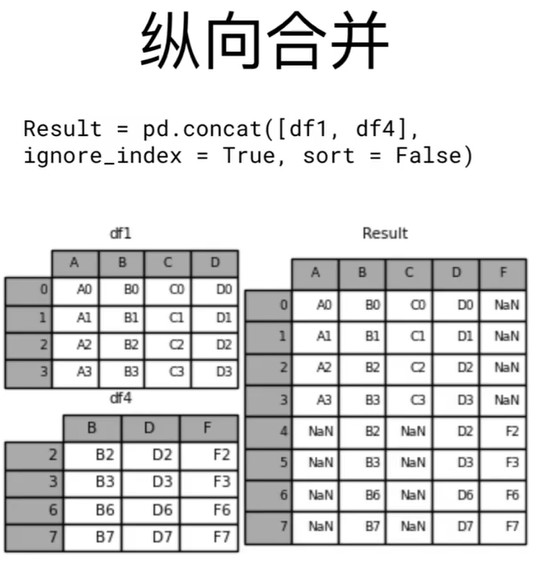 纵向合并
Result = pd.concat([df1, df4],
ignore_index = True, sort = False)
df1
A B C D
0 A0 B0 C0 D0
1 A1 B1 C1 D1
2 A2 B2 C2 D2
3 A3 B3 C3 D3
df4
B D F
2 B2 D2 F2
3 B3 D3 F3
6 B6 D6 F6
7 B7 D7 F7
Result
A B C D F
0 A0 B0 C0 D0 NaN
1 A1 B1 C1 D1 NaN
2 A2 B2 C2 D2 NaN
3 A3 B3 C3 D3 NaN
4 NaN B2 NaN D2 F2
5 NaN B3 NaN D3 F3
6 NaN B6 NaN D6 F6
7 NaN B7 NaN D7 F7